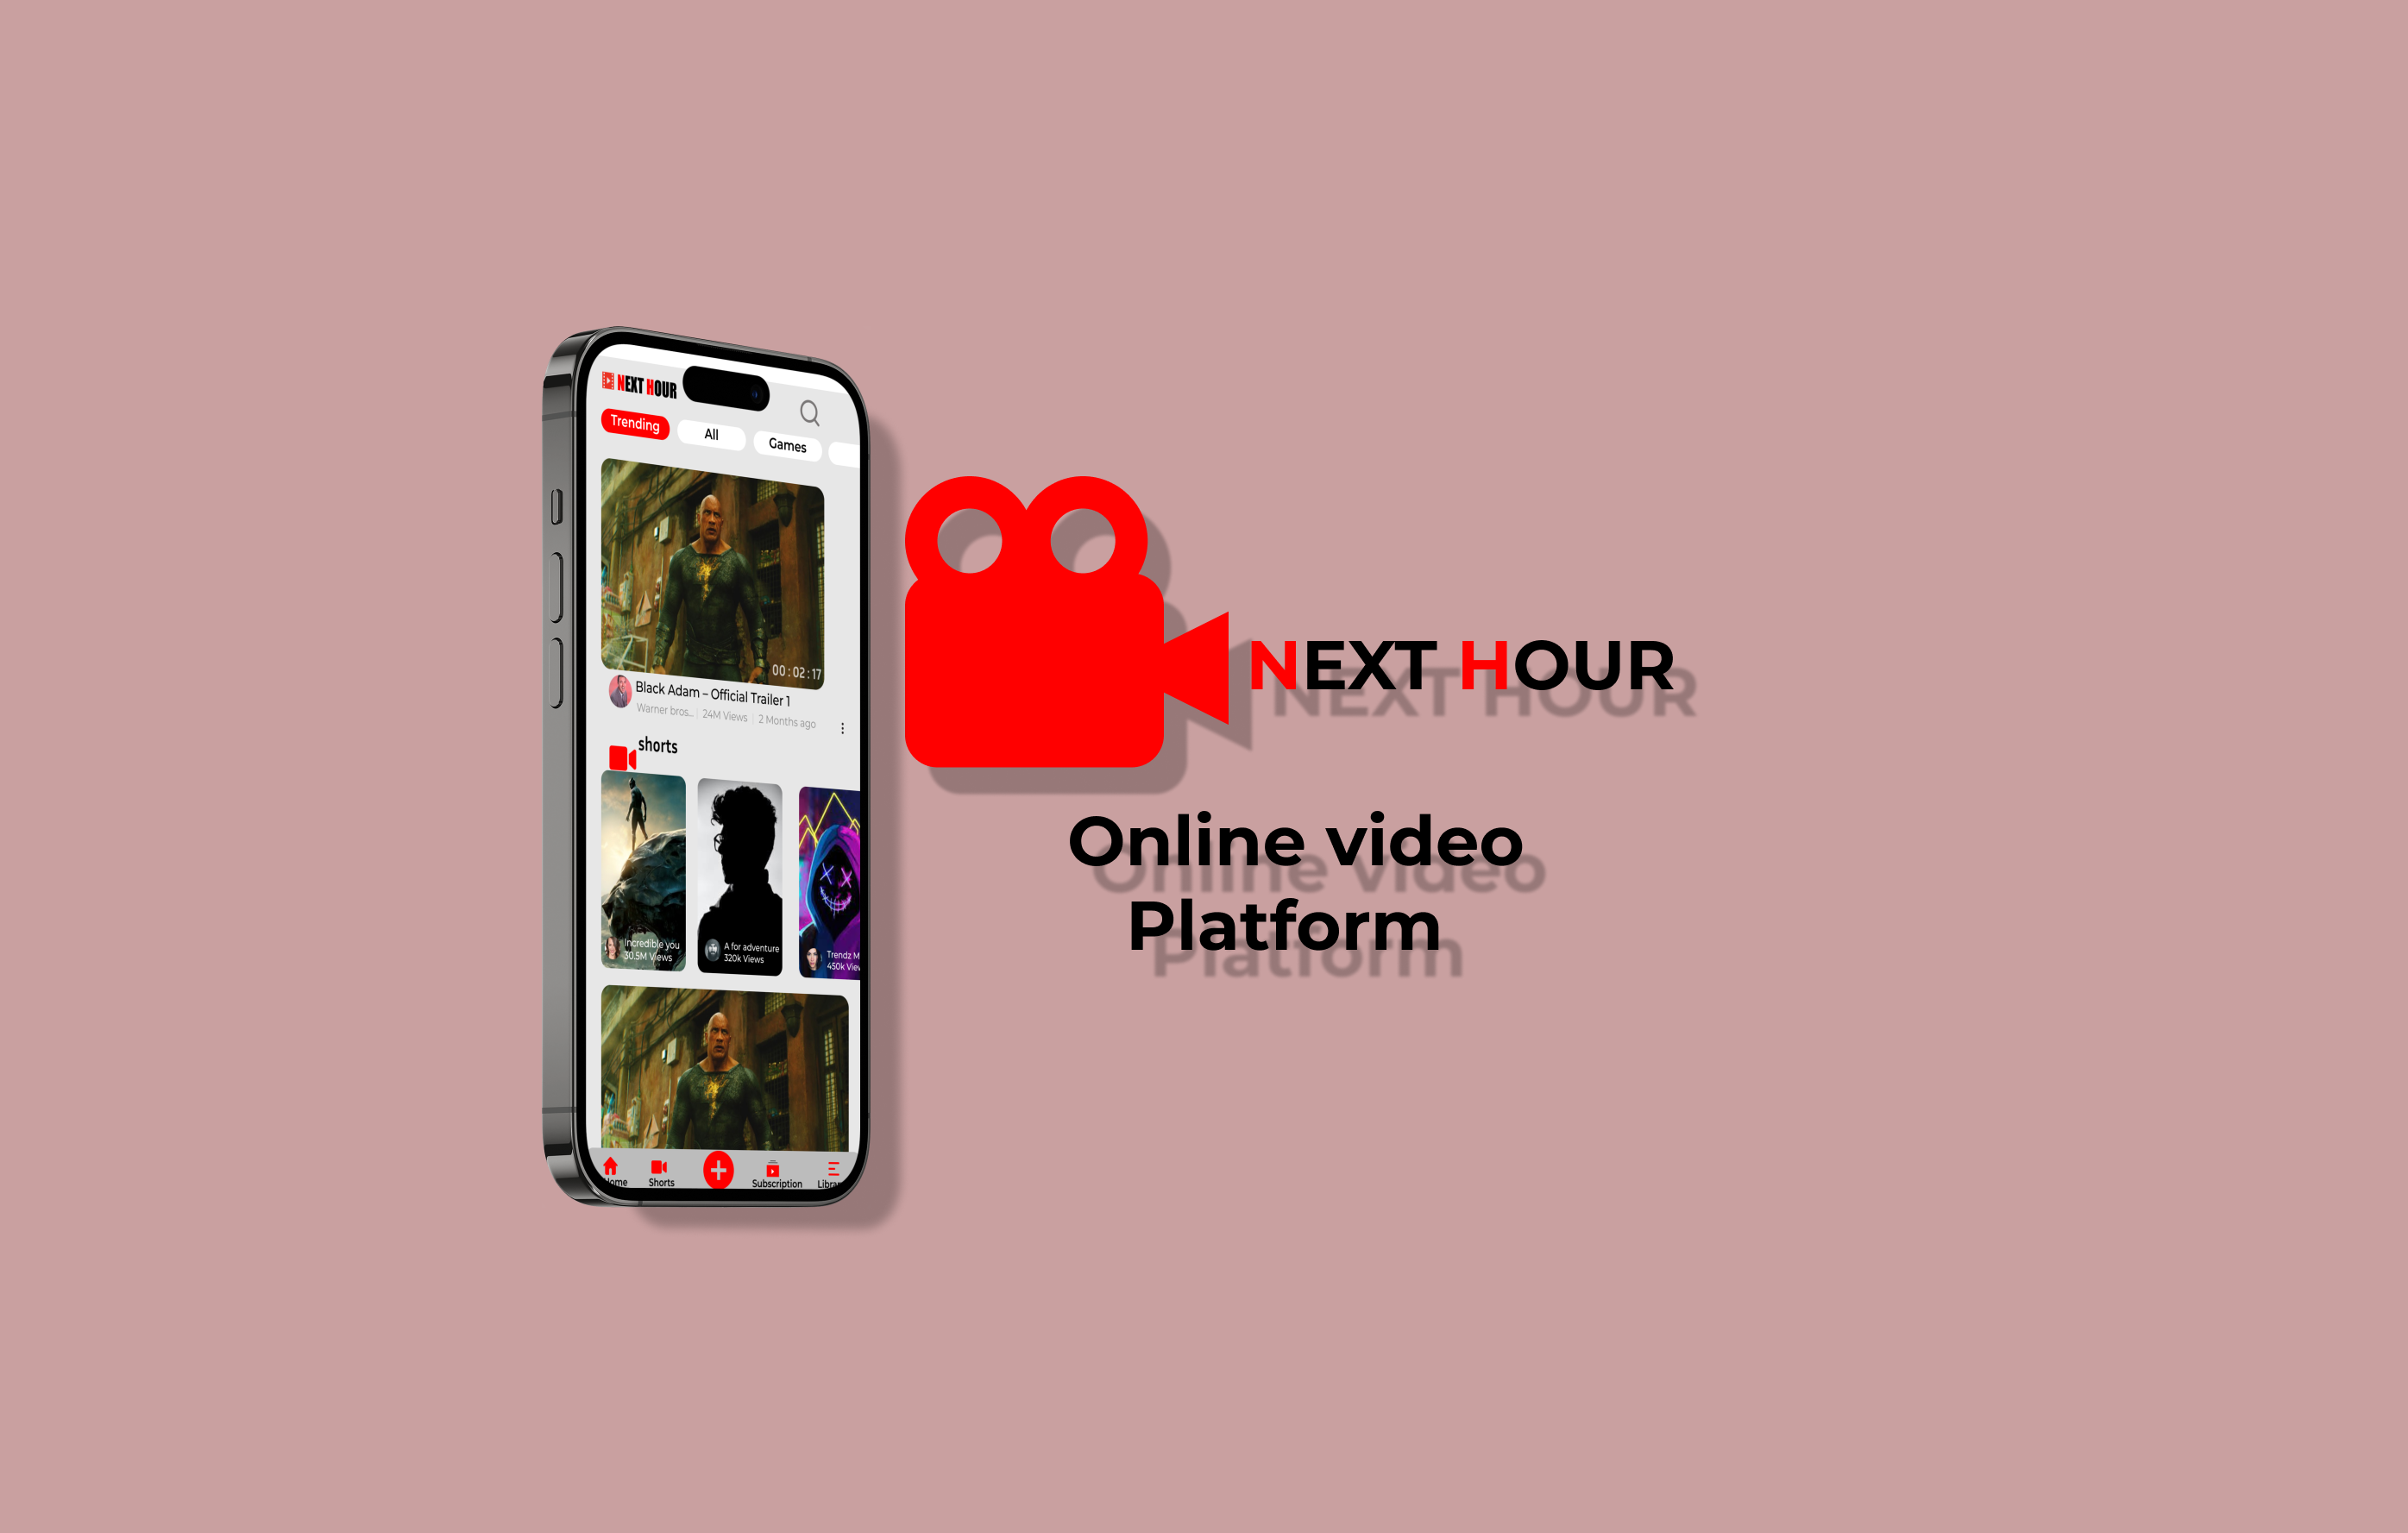 NEXT HOUR
Trending
All
Games
00 : 02 : 17
Black Adam – Official Trailer 1
Warner bros... | 24M Views | 2 Months ago
shorts
Incredible you
30.5M Views
A for adventure
320k Views
Trendz M
450k View
Home
Shorts
Subscription
Librar
NEXT HOUR
Online video
Platform